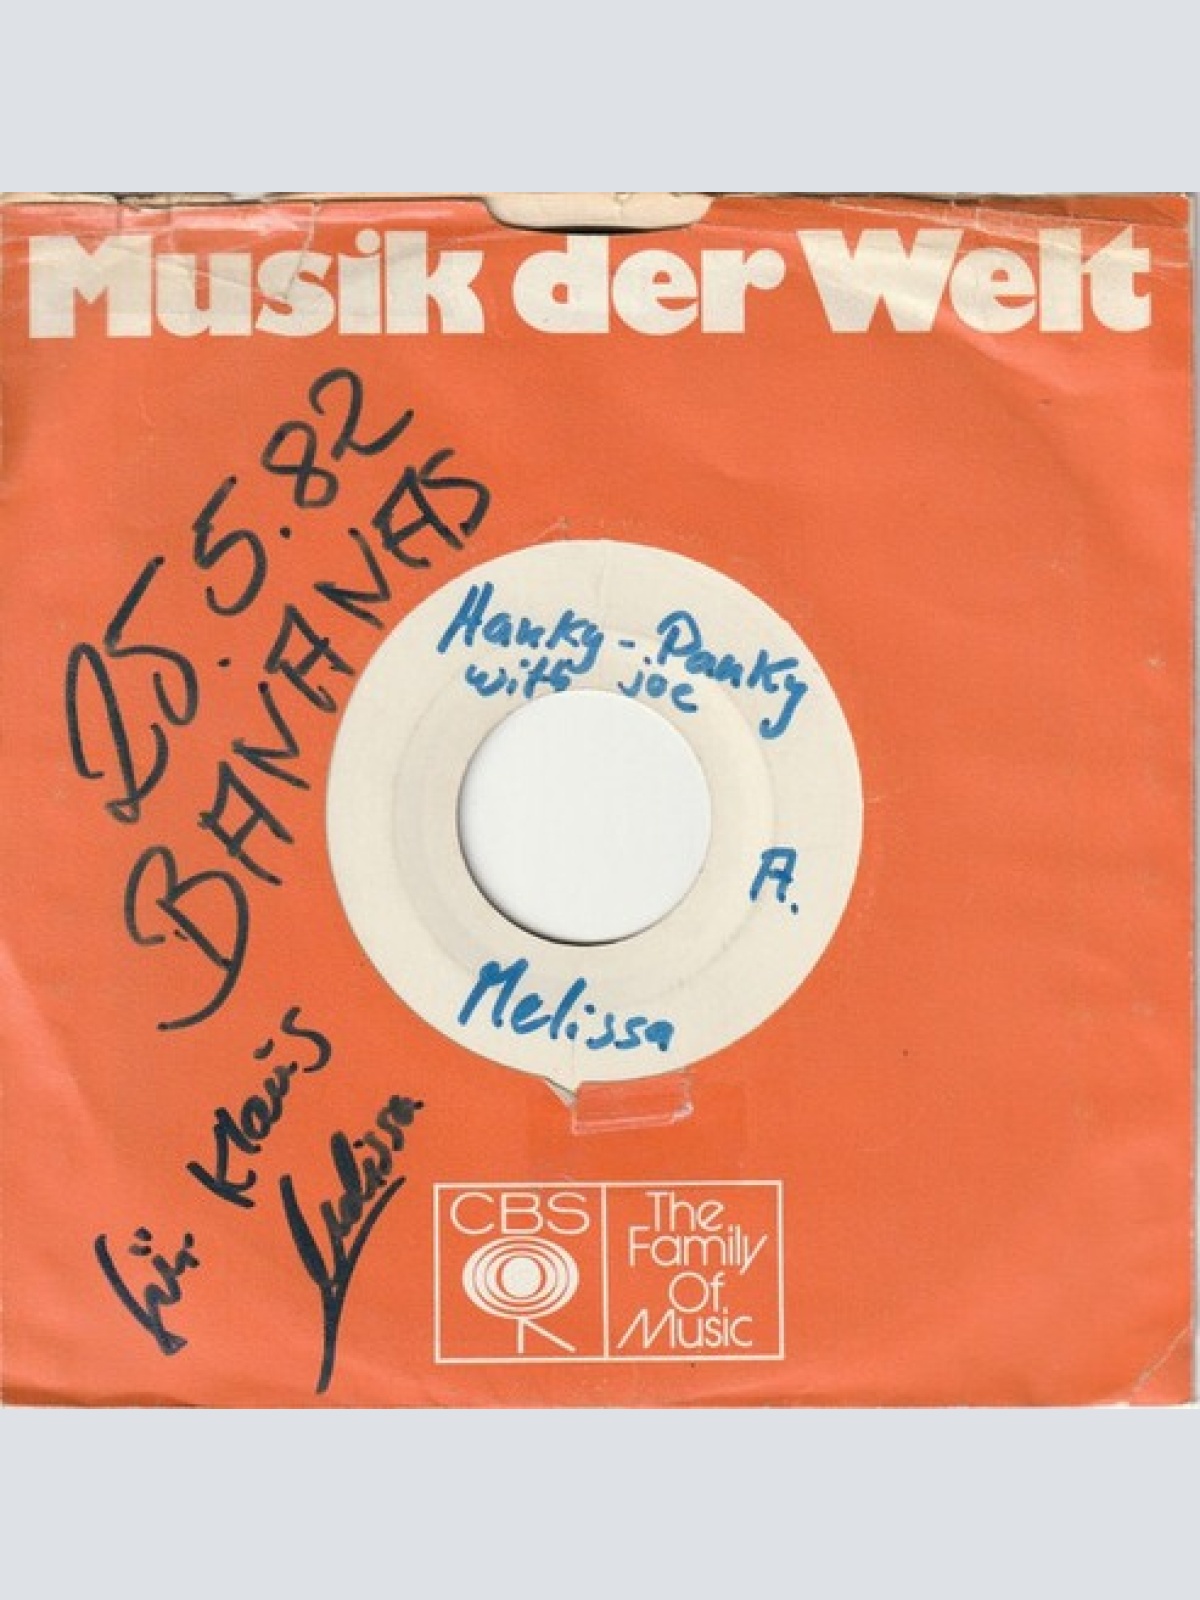 Musik der Welt
25.5.82
BANANAS
Hanky-Panky
with joe
A.
Melissa
für Klaus
Melissa
CBS
The
Family
Of
Music